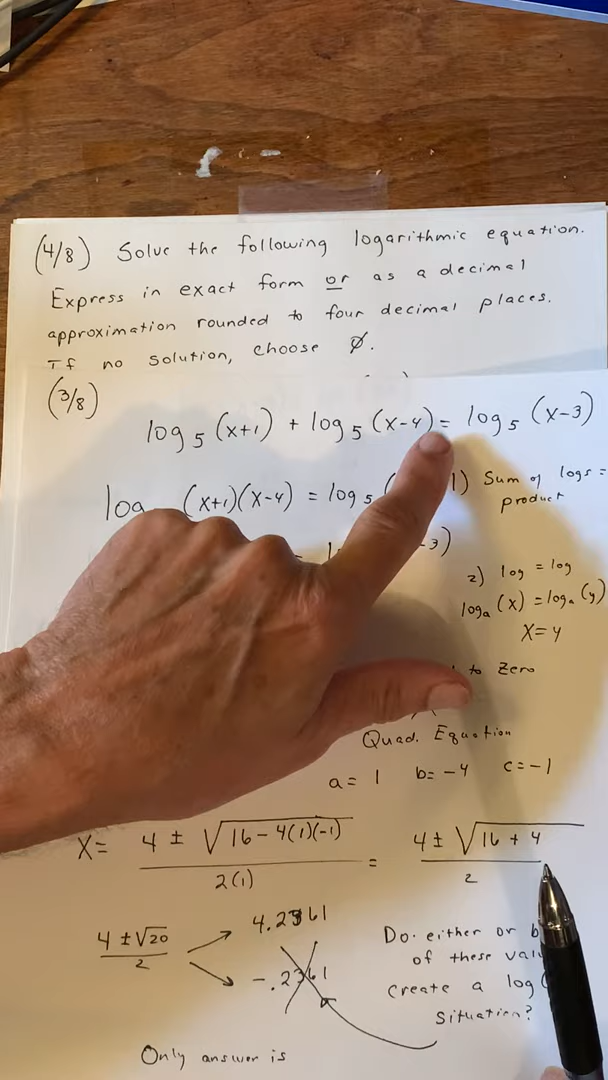 (4/8) Solve the following logarithmic equation.
Express in exact form or as a decimal
approximation rounded to four decimal places.
If no solution, choose ∅.
(3/8)
log₅ (x+1) + log₅ (x-4) = log₅ (x-3)
log (x+1)(x-4) = log₅ (
1) Sum of logs =
product
-3)
2) log = log
logₐ (x) = logₐ (y)
x = y
to Zero
Quad. Equation
a = 1 b = -4 c = -1
X = 4 ± √16-4(1)(-1) / 2(1) = 4 ± √16 + 4 / 2
4 ± √20 / 2
4.2361
-.2361
Do either or
of these
create a log
Situation?
Only answer is